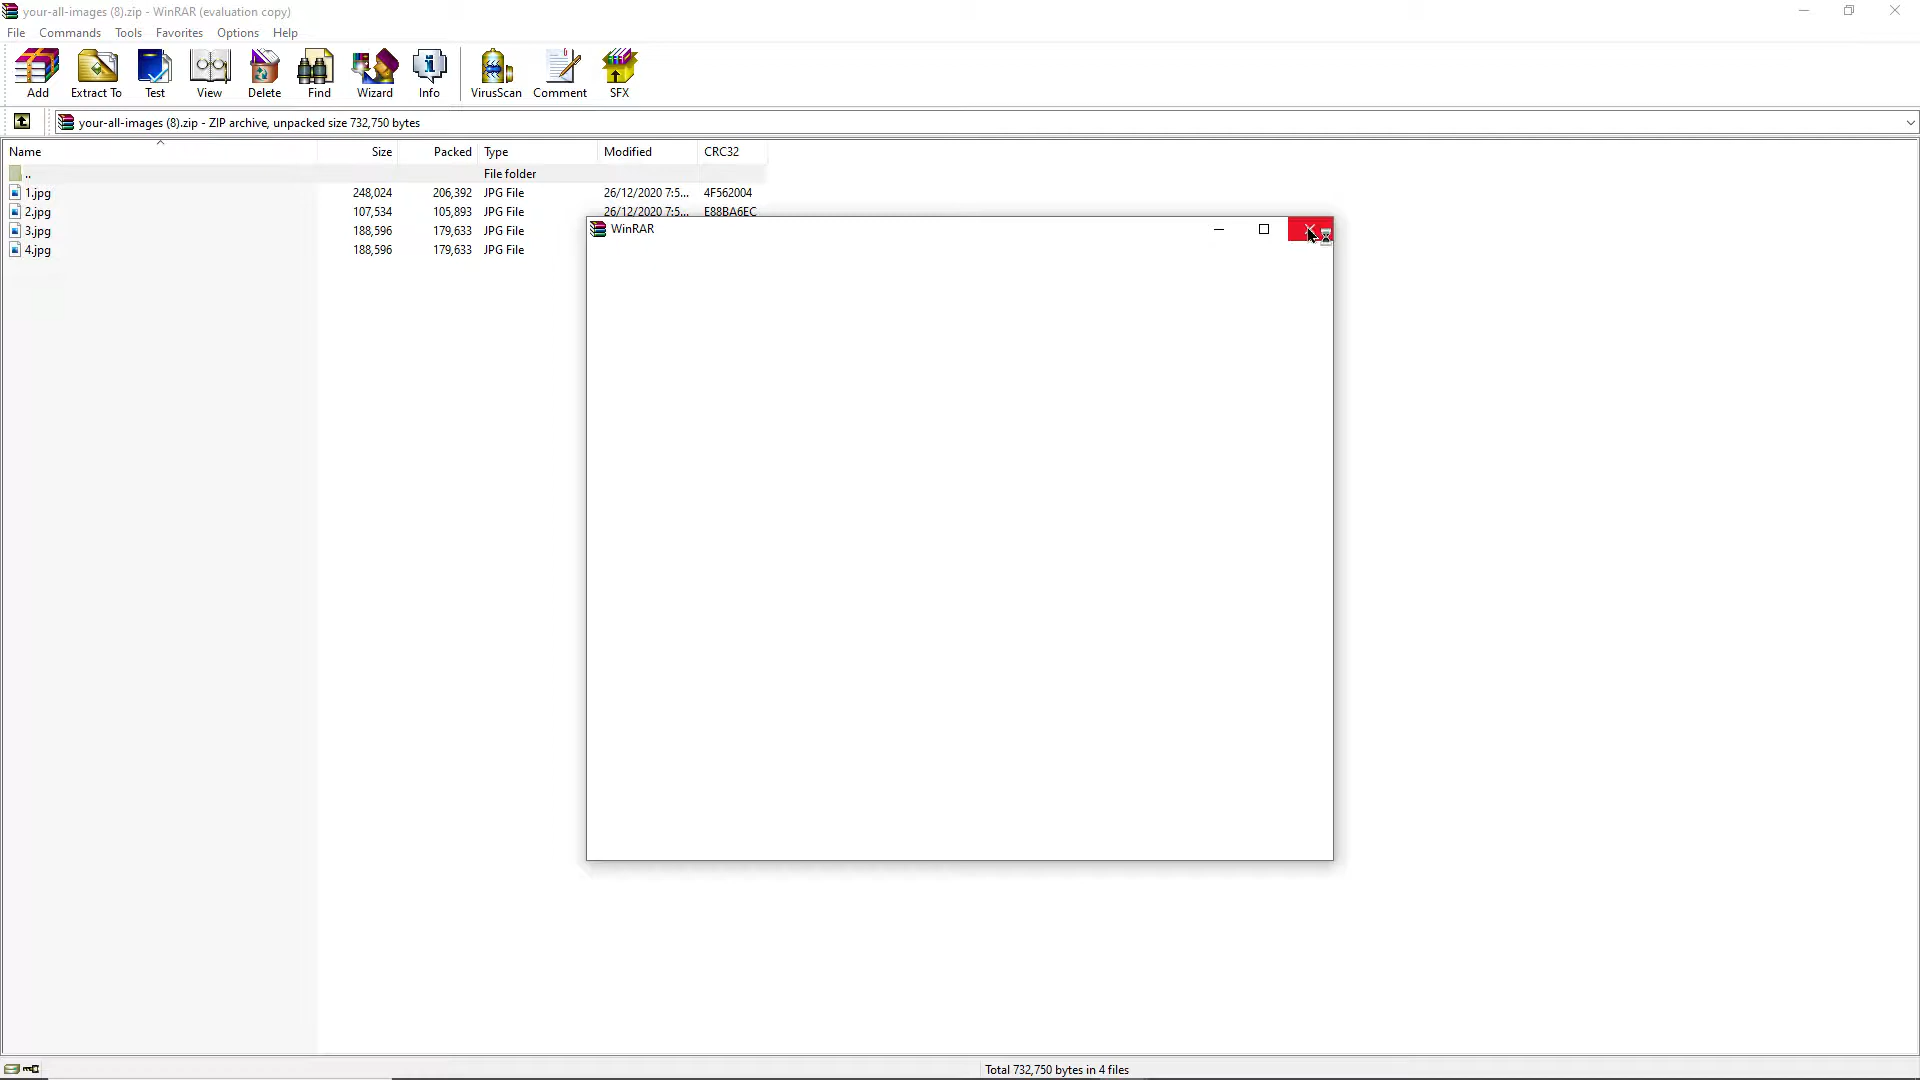 your-all-images (8).zip - WinRAR (evaluation copy)
File Commands Tools Favorites Options Help
Add Extract To Test View Delete Find Wizard Info VirusScan Comment SFX
your-all-images (8).zip - ZIP archive, unpacked size 732,750 bytes
Name Size Packed Type Modified CRC32
.. File folder
1.jpg 248,024 206,392 JPG File 26/12/2020 7:5... 4F562004
2.jpg 107,534 105,893 JPG File 26/12/2020 7:5... E88BA6EC
3.jpg 188,596 179,633 JPG File
WinRAR
4.jpg 188,596 179,633 JPG File
Total 732,750 bytes in 4 files